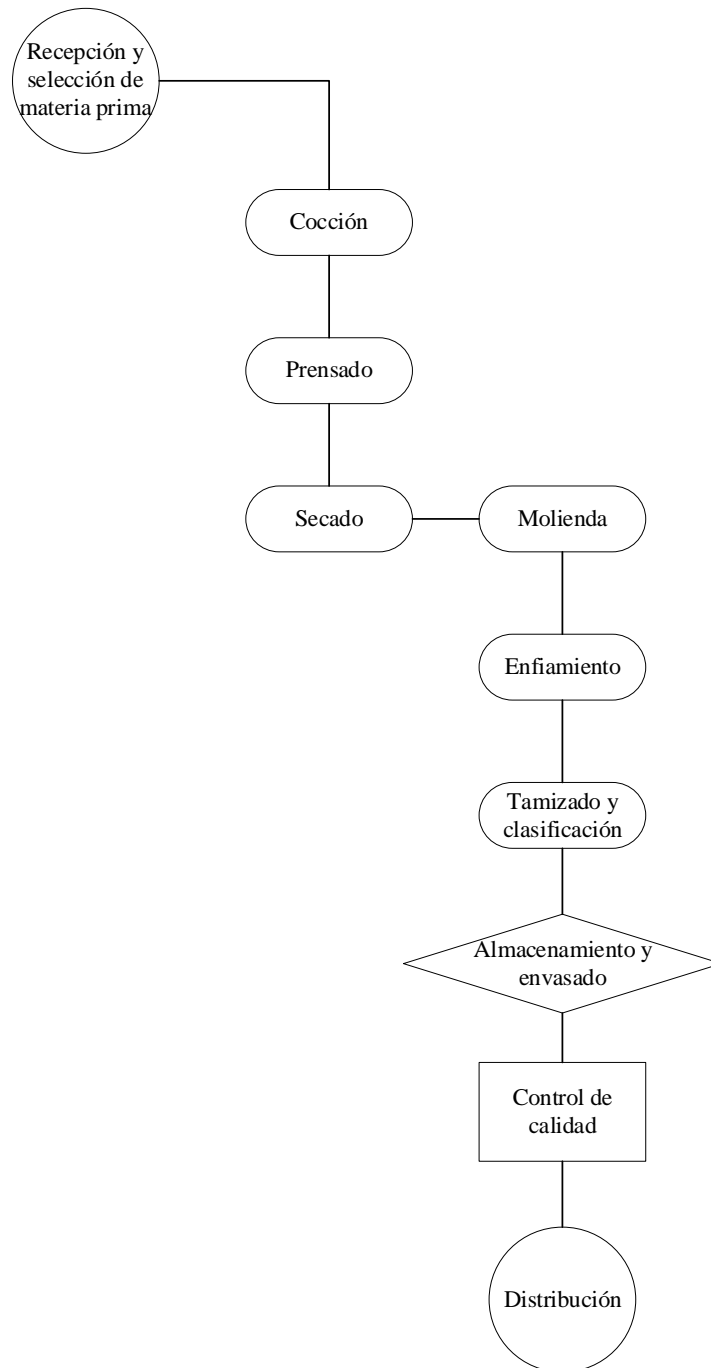 Recepción y
selección de
materia prima
Cocción
Prensado
Secado
Molienda
Enfiamiento
Tamizado y
clasificación
Almacenamiento y
envasado
Control de
calidad
Distribución